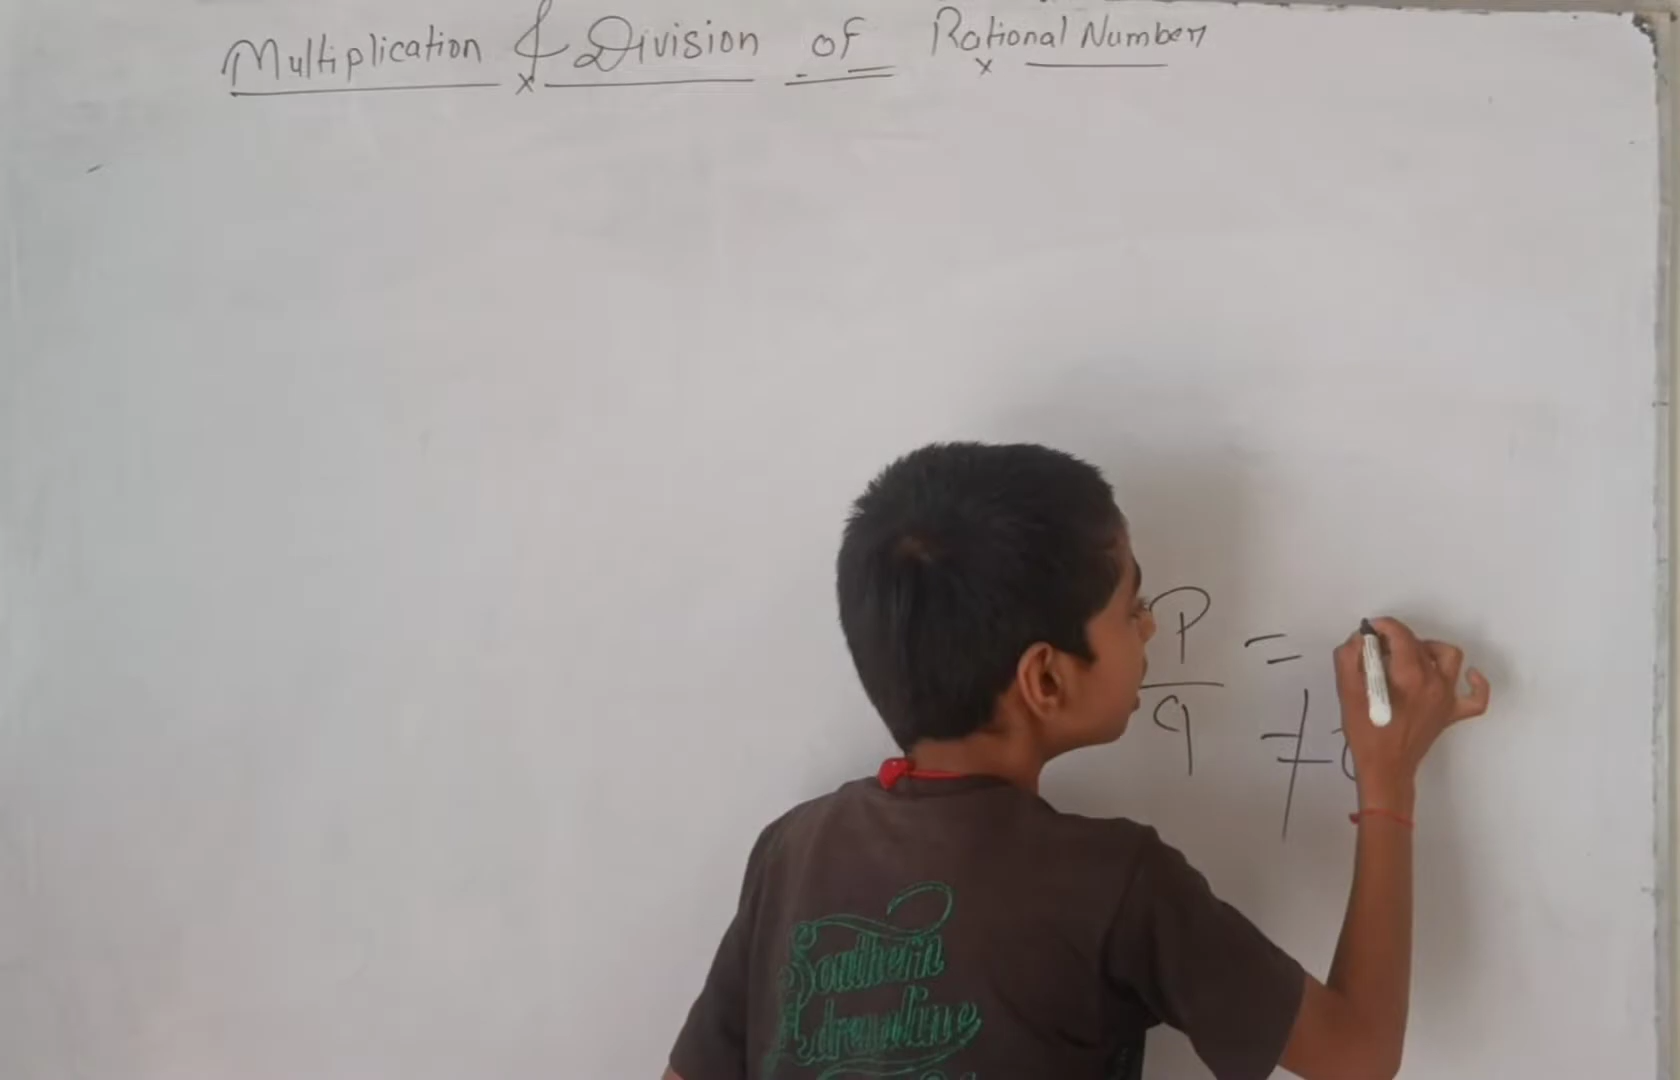 Multiplication & Division of Rational Number
P =
q ≠
Southern
Adrenaline